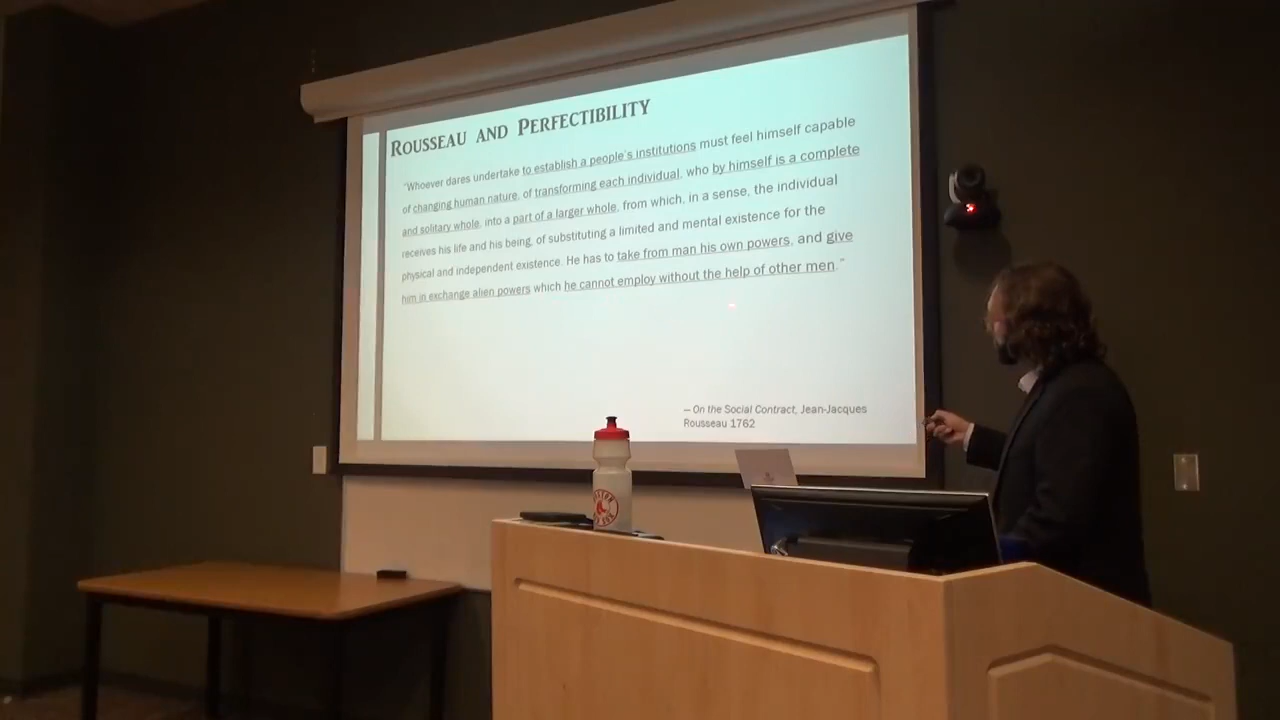 ROUSSEAU AND PERFECTIBILITY
"Whoever dares undertake to establish a people's institutions must feel himself capable
of changing human nature, of transforming each individual, who by himself is a complete
and solitary whole, into a part of a larger whole, from which, in a sense, the individual
receives his life and his being, of substituting a limited and mental existence for the
physical and independent existence. He has to take from man his own powers, and give
him in exchange alien powers which he cannot employ without the help of other men."
— On the Social Contract, Jean-Jacques
Rousseau 1762
BOSTON
RED SOX